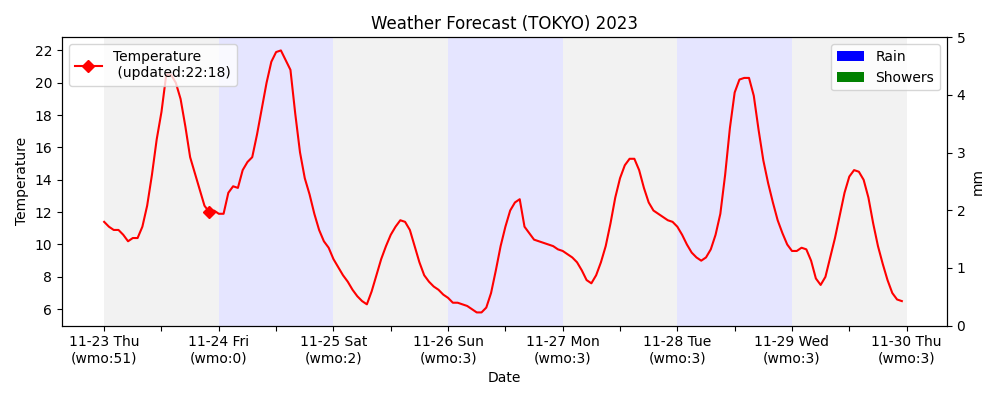 Weather Forecast (TOKYO) 2023
Temperature
(updated:22:18)
Rain
Showers
Temperature
22
20
18
16
14
12
10
8
6
5
4
3
2
1
0
mm
11-23 Thu 11-24 Fri 11-25 Sat 11-26 Sun 11-27 Mon 11-28 Tue 11-29 Wed 11-30 Thu
(wmo:51) (wmo:0) (wmo:2) (wmo:3) (wmo:3) (wmo:3) (wmo:3) (wmo:3)
Date